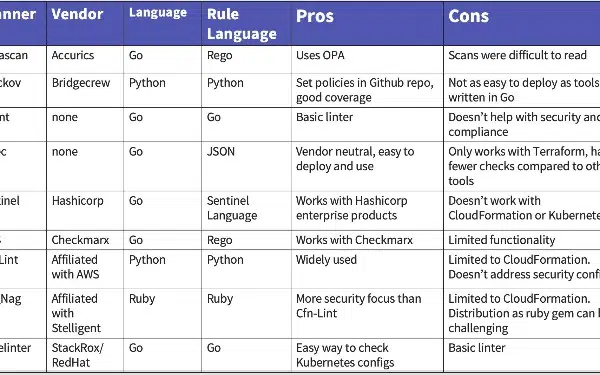 anner Vendor Language Rule Pros Cons
Language
ascan Accurics Go Rego Uses OPA Scans were difficult to read
ckov Bridgecrew Python Python Set policies in Github repo, Not as easy to deploy as tools
good coverage written in Go
nt none Go Go Basic linter Doesn't help with security and
compliance
ec none Go JSON Vendor neutral, easy to Only works with Terraform, ha
deploy and use fewer checks compared to oth
tools
inel Hashicorp Go Sentinel Works with Hashicorp Doesn't work with
Language enterprise products CloudFormation or Kubernete
Checkmarx Go Rego Works with Checkmarx Limited functionality
Lint Affiliated Python Python Widely used Limited to CloudFormation.
with AWS Doesn't address security confi
Nag Affiliated Ruby Ruby More security focus than Limited to CloudFormation.
with Cfn-Lint Distribution as ruby gem can b
Stelligent challenging
elinter StackRox/ Go Go Easy way to check Basic linter
RedHat Kubernetes configs